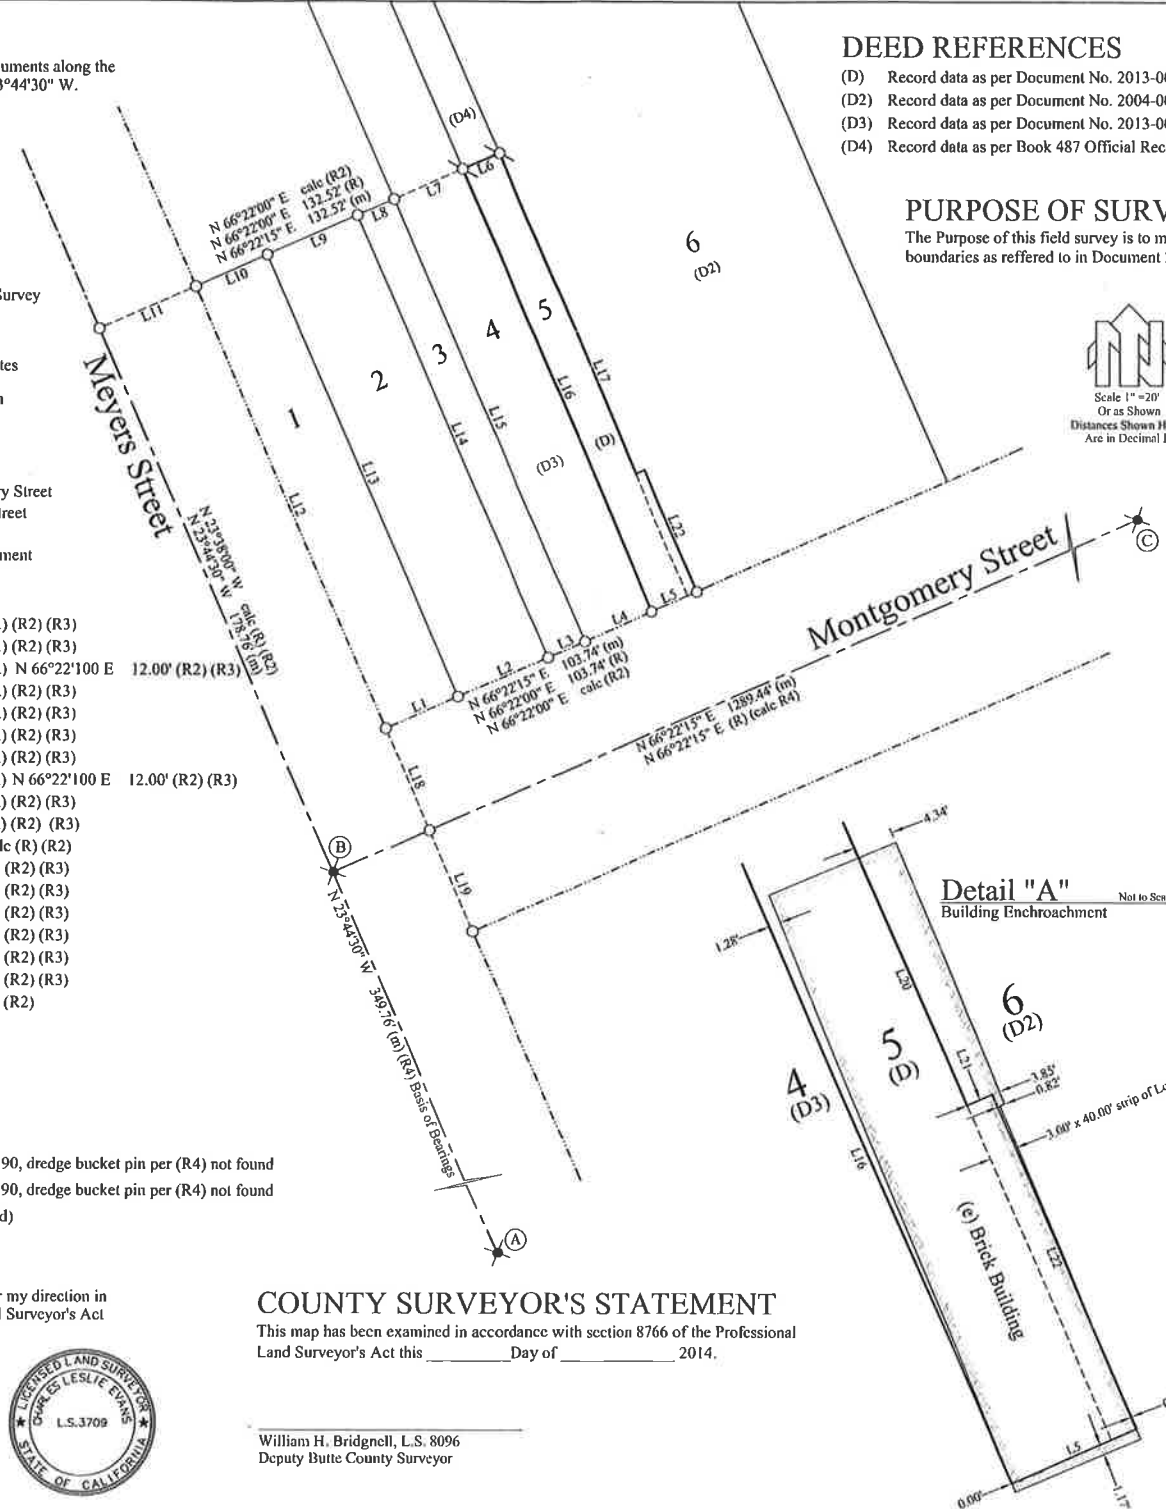 uments along the
3°44'30" W.
Survey
tes
n
ry Street
treet
ment
.) (R2) (R3)
.) (R2) (R3)
.) N 66°22'100 E 12.00' (R2) (R3)
.) (R2) (R3)
.) (R2) (R3)
.) (R2) (R3)
.) (R2) (R3)
.) N 66°22'100 E 12.00' (R2) (R3)
.) (R2) (R3)
.) (R2) (R3)
lc (R) (R2)
(R2) (R3)
(R2) (R3)
(R2) (R3)
(R2) (R3)
(R2) (R3)
(R2) (R3)
(R2)
90, dredge bucket pin per (R4) not found
90, dredge bucket pin per (R4) not found
d)
r my direction in
l Surveyor's Act
LICENSED LAND SURVEYOR
CHARLES LESLIE EVANS
L.S.3709
STATE OF CALIFORNIA
DEED REFERENCES
(D) Record data as per Document No. 2013-00
(D2) Record data as per Document No. 2004-00
(D3) Record data as per Document No. 2013-00
(D4) Record data as per Book 487 Official Rec
PURPOSE OF SURV
The Purpose of this field survey is to m
boundaries as reffered to in Document
Scale 1" =20'
Or as Shown
Distances Shown H
Are in Decimal
(D4)
L6
L7
L8
L9
L10
L11
N 66°22'00" E calc (R2)
N 66°22'00" E 132.52' (R)
N 66°22'15" E 132.52' (m)
6
(D2)
5
4
3
2
1
L17
L16
L15
L14
L13
L12
(D)
(D3)
L22
Meyers Street
N 23°38'00" W calc (R) (R2)
N 23°44'30" W 178.76' (m)
L5
L4
L3
L2
L1
N 66°22'15" E 103.74' (m)
N 66°22'00" E 103.74' (R)
N 66°22'00" E calc (R2)
Montgomery Street
C
N 66°22'15" E 1289.44' (m)
N 66°22'15" E (R) (calc R4)
L18
B
L19
N 23°44'30" W 349.76' (m) (R4) Basis of Bearings
A
4.34'
Detail "A" Not to Sca
Building Enchroachment
1.28'
L20
6
(D2)
5
(D)
4
(D3)
L21
3.85'
0.82'
3.00' x 40.00' strip of Lo
L16
(e) Brick Building
L22
L5
0.00'
1.17'
COUNTY SURVEYOR'S STATEMENT
This map has been examined in accordance with section 8766 of the Professional
Land Surveyor's Act this ________ Day of __________ 2014.
William H. Bridgnell, L.S. 8096
Deputy Butte County Surveyor